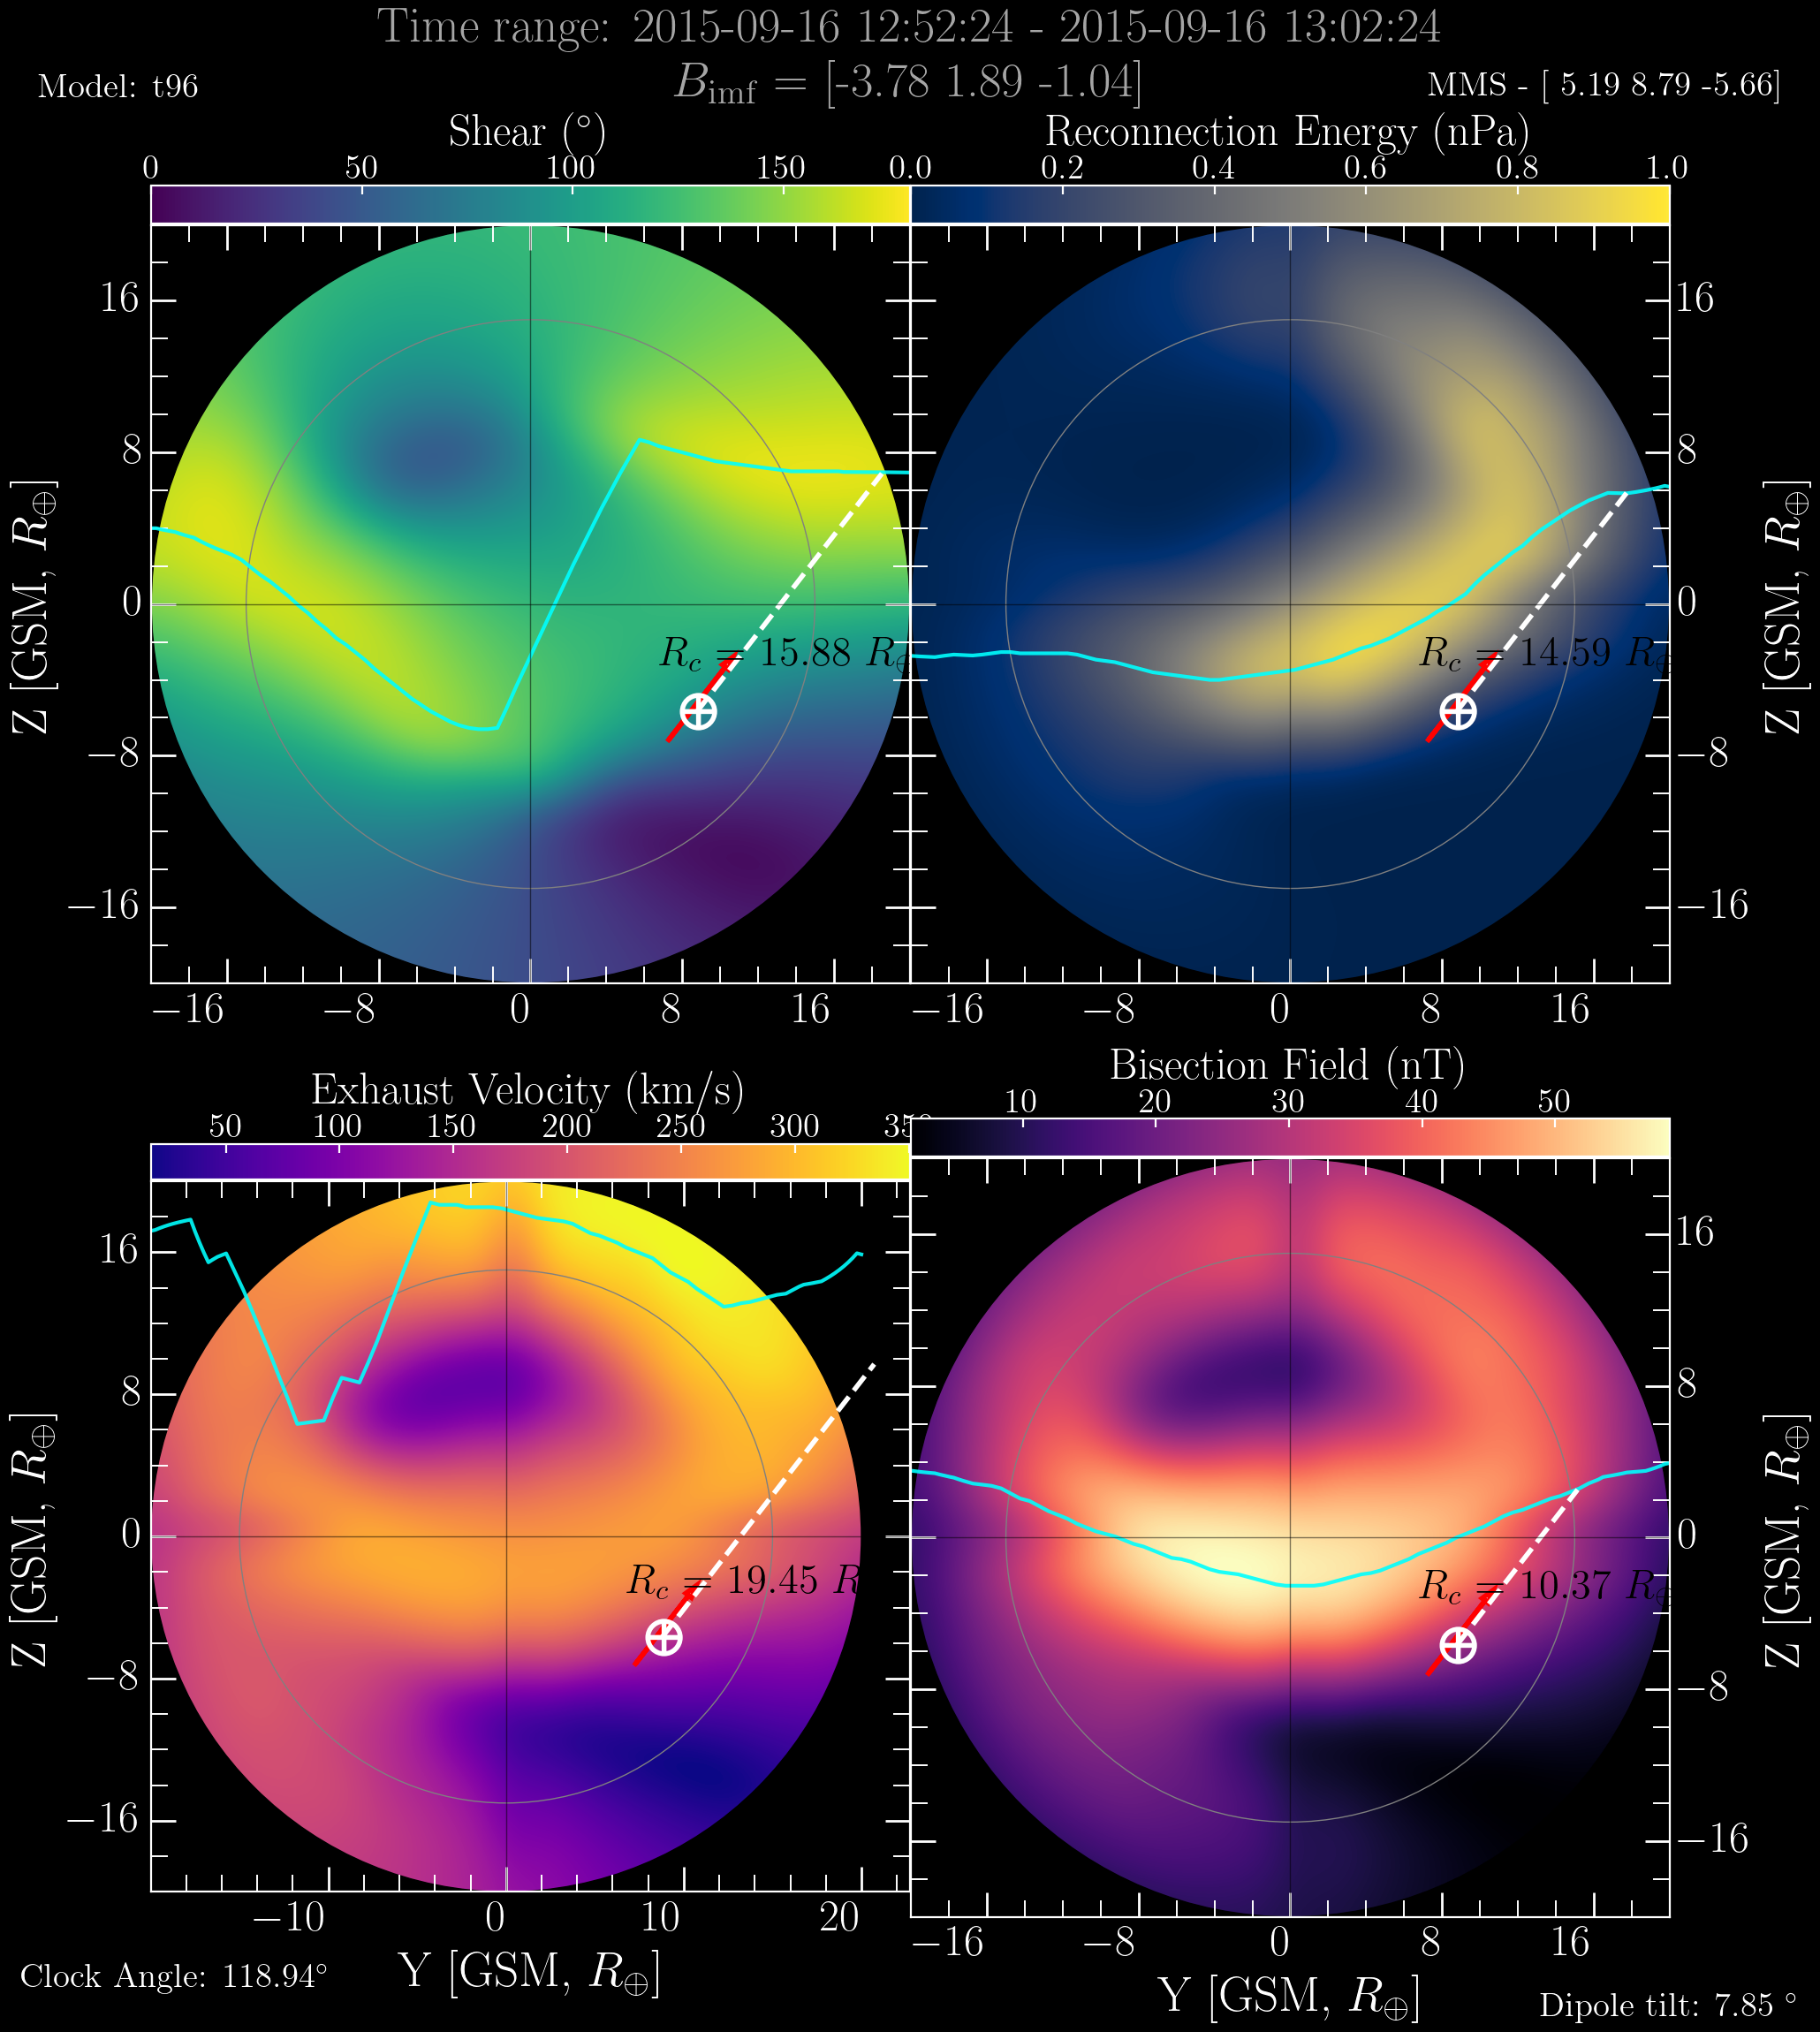 Time range: 2015-09-16 12:52:24 - 2015-09-16 13:02:24
Model: t96
B_imf = [-3.78 1.89 -1.04]
MMS - [ 5.19 8.79 -5.66]
Shear (°)
0 50 100 150
Reconnection Energy (nPa)
0.0 0.2 0.4 0.6 0.8 1.0
Z [GSM, R⊕]
16
8
0
−8
−16
R_c = 15.88 R⊕
−16 −8 0 8 16
R_c = 14.59 R⊕
16
8
0
−8
−16
Z [GSM, R⊕]
−16 −8 0 8 16
Exhaust Velocity (km/s)
50 100 150 200 250 300
Bisection Field (nT)
10 20 30 40 50
Z [GSM, R⊕]
16
8
0
−8
−16
R_c = 19.45 R
−10 0 10 20
Y [GSM, R⊕]
R_c = 10.37 R⊕
16
8
0
−8
−16
Z [GSM, R⊕]
−16 −8 0 8 16
Y [GSM, R⊕]
Clock Angle: 118.94°
Dipole tilt: 7.85 °